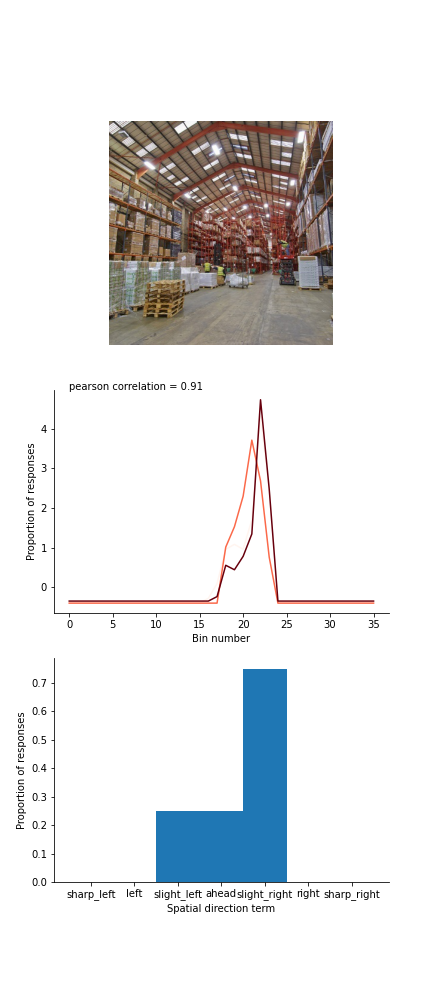 pearson correlation = 0.91
Proportion of responses
4
3
2
1
0
0 5 10 15 20 25 30 35
Bin number
Proportion of responses
0.7
0.6
0.5
0.4
0.3
0.2
0.1
0.0
sharp_left left slight_left ahead slight_right right sharp_right
Spatial direction term